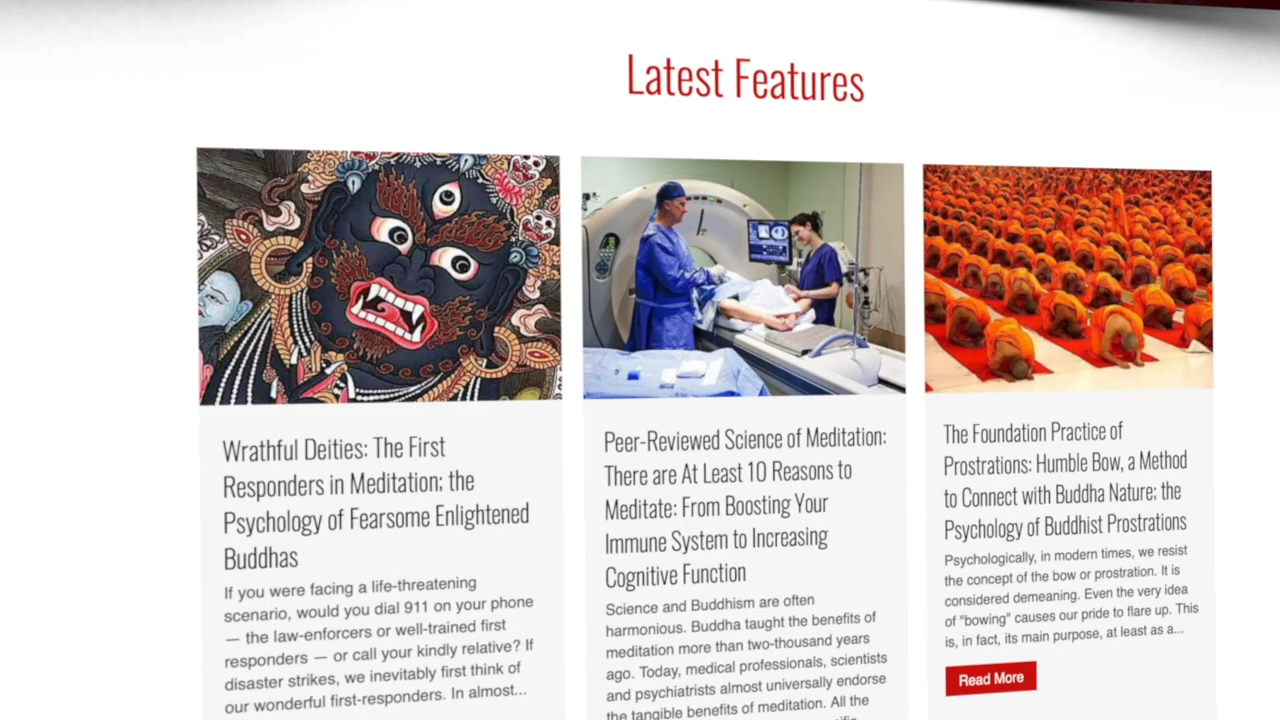 Latest Features
Wrathful Deities: The First
Responders in Meditation; the
Psychology of Fearsome Enlightened
Buddhas
If you were facing a life-threatening
scenario, would you dial 911 on your phone
— the law-enforcers or well-trained first
responders — or call your kindly relative? If
disaster strikes, we inevitably first think of
our wonderful first-responders. In almost...
Peer-Reviewed Science of Meditation:
There are At Least 10 Reasons to
Meditate: From Boosting Your
Immune System to Increasing
Cognitive Function
Science and Buddhism are often
harmonious. Buddha taught the benefits of
meditation more than two-thousand years
ago. Today, medical professionals, scientists
and psychiatrists almost universally endorse
the tangible benefits of meditation. All the
The Foundation Practice of
Prostrations: Humble Bow, a Method
to Connect with Buddha Nature; the
Psychology of Buddhist Prostrations
Psychologically, in modern times, we resist
the concept of the bow or prostration. It is
considered demeaning. Even the very idea
of "bowing" causes our pride to flare up. This
is, in fact, its main purpose, at least as a...
Read More